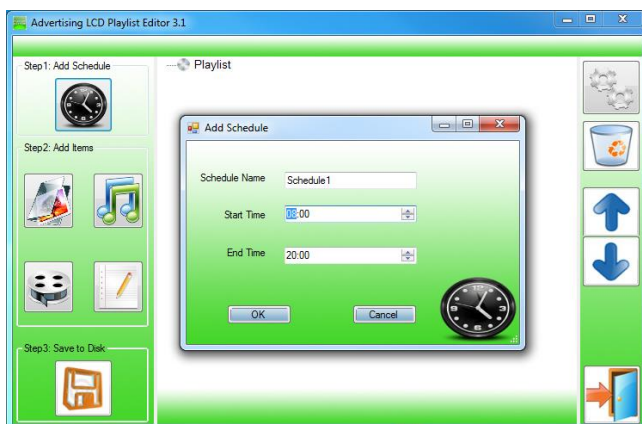 Advertising LCD Playlist Editor 3.1
Step1: Add Schedule
Playlist
Add Schedule
Step2: Add Items
Schedule Name
Schedule1
Start Time
08:00
End Time
20:00
OK
Cancel
Step3: Save to Disk